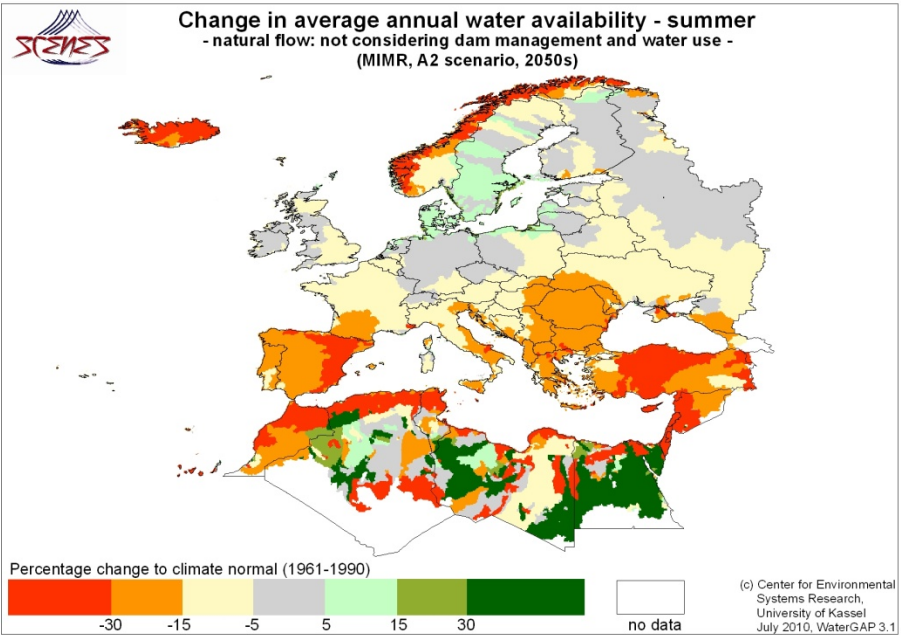 SCENES
Change in average annual water availability - summer
- natural flow: not considering dam management and water use -
(MIMR, A2 scenario, 2050s)
Percentage change to climate normal (1961-1990)
-30 -15 -5 5 15 30
no data
(c) Center for Environmental
Systems Research,
University of Kassel
July 2010, WaterGAP 3.1